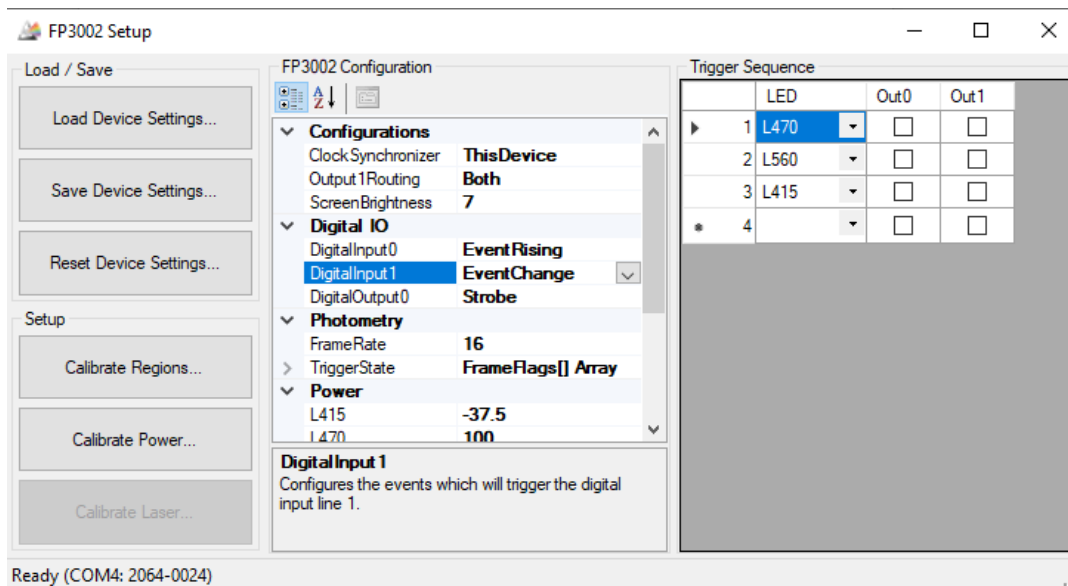 FP3002 Setup
Load / Save
Load Device Settings...
Save Device Settings...
Reset Device Settings...
Setup
Calibrate Regions...
Calibrate Power...
Calibrate Laser...
FP3002 Configuration
Configurations
ClockSynchronizer ThisDevice
Output1Routing Both
ScreenBrightness 7
Digital IO
DigitalInput0 EventRising
DigitalInput1 EventChange
DigitalOutput0 Strobe
Photometry
FrameRate 16
TriggerState FrameFlags[] Array
Power
L415 -37.5
L470 100
DigitalInput1
Configures the events which will trigger the digital
input line 1.
Trigger Sequence
LED Out0 Out1
1 L470
2 L560
3 L415
* 4
Ready (COM4: 2064-0024)